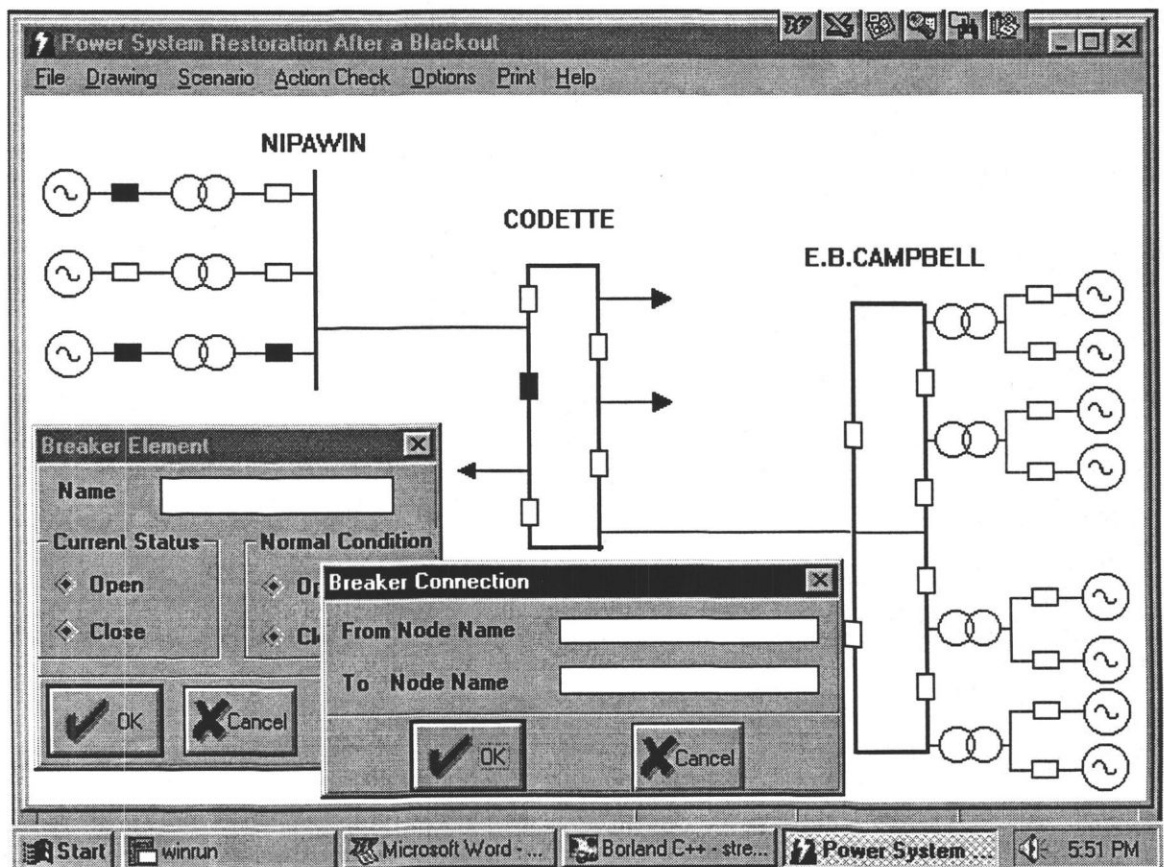 Power System Restoration After a Blackout
File Drawing Scenario Action Check Options Print Help
NIPAWIN
CODETTE
E.B.CAMPBELL
Breaker Element
Name
Current Status
Normal Condition
Open
Op
Close
Cl
OK
Cancel
Breaker Connection
From Node Name
To Node Name
OK
Cancel
Start
winrun
Microsoft Word - ...
Borland C++ - stre...
Power System ...
5:51 PM